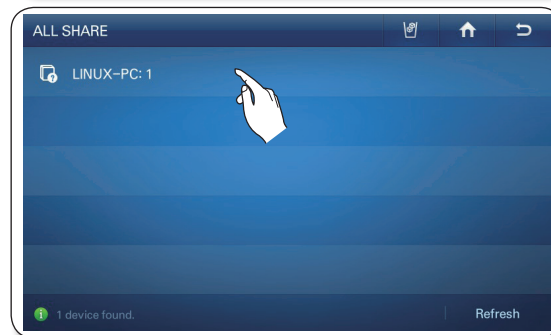 ALL SHARE
LINUX-PC: 1
1 device found.
Refresh